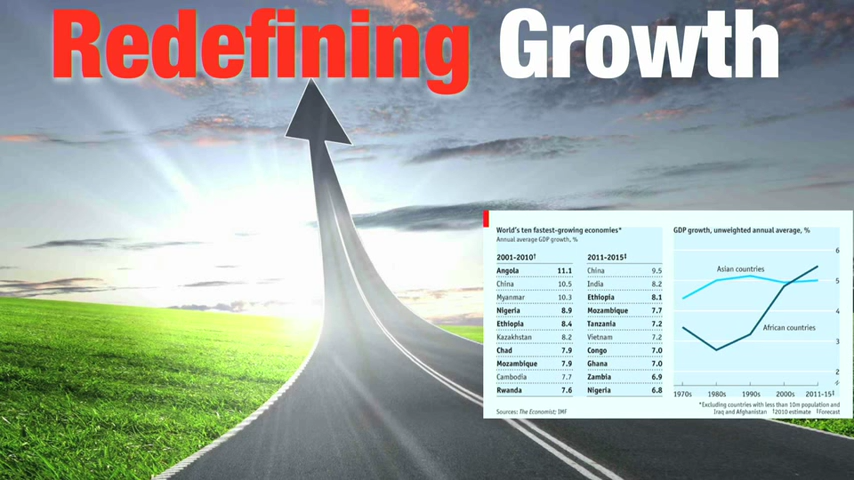 Redefining Growth
World's ten fastest-growing economies*
Annual average GDP growth, %
2001-2010†
Angola 11.1
China 10.5
Myanmar 10.3
Nigeria 8.9
Ethiopia 8.4
Kazakhstan 8.2
Chad 7.9
Mozambique 7.9
Cambodia 7.7
Rwanda 7.6
2011-2015‡
China 9.5
India 8.2
Ethiopia 8.1
Mozambique 7.7
Tanzania 7.2
Vietnam 7.2
Congo 7.0
Ghana 7.0
Zambia 6.9
Nigeria 6.8
Sources: The Economist; IMF
GDP growth, unweighted annual average, %
6
Asian countries
5
4
African countries
3
2
1970s 1980s 1990s 2000s 2011-15‡
*Excluding countries with less than 10m population and
Iraq and Afghanistan †2010 estimate ‡Forecast